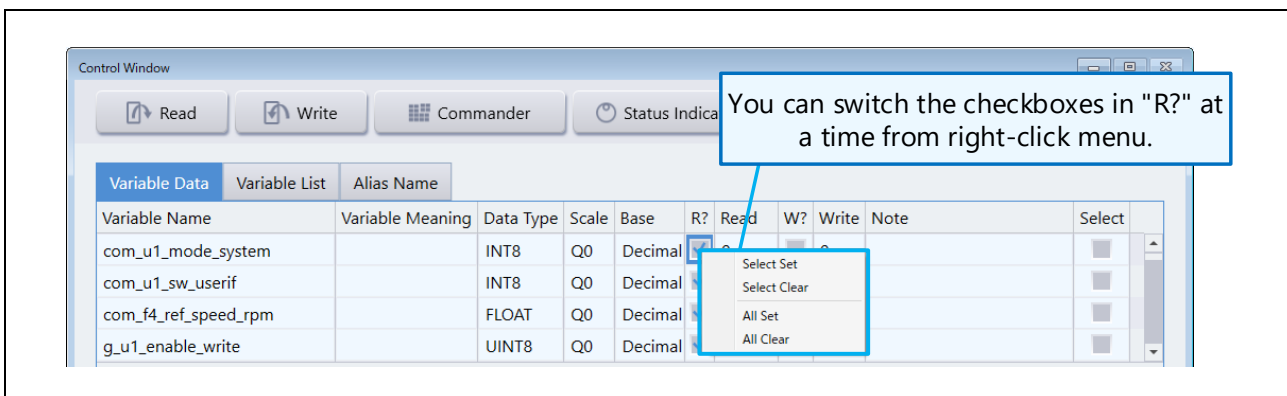 Control Window
Read Write Commander Status Indica
You can switch the checkboxes in "R?" at
a time from right-click menu.
Variable Data Variable List Alias Name
Variable Name Variable Meaning Data Type Scale Base R? Read W? Write Note Select
com_u1_mode_system INT8 Q0 Decimal
com_u1_sw_userif INT8 Q0 Decimal
com_f4_ref_speed_rpm FLOAT Q0 Decimal
g_u1_enable_write UINT8 Q0 Decimal
Select Set
Select Clear
All Set
All Clear